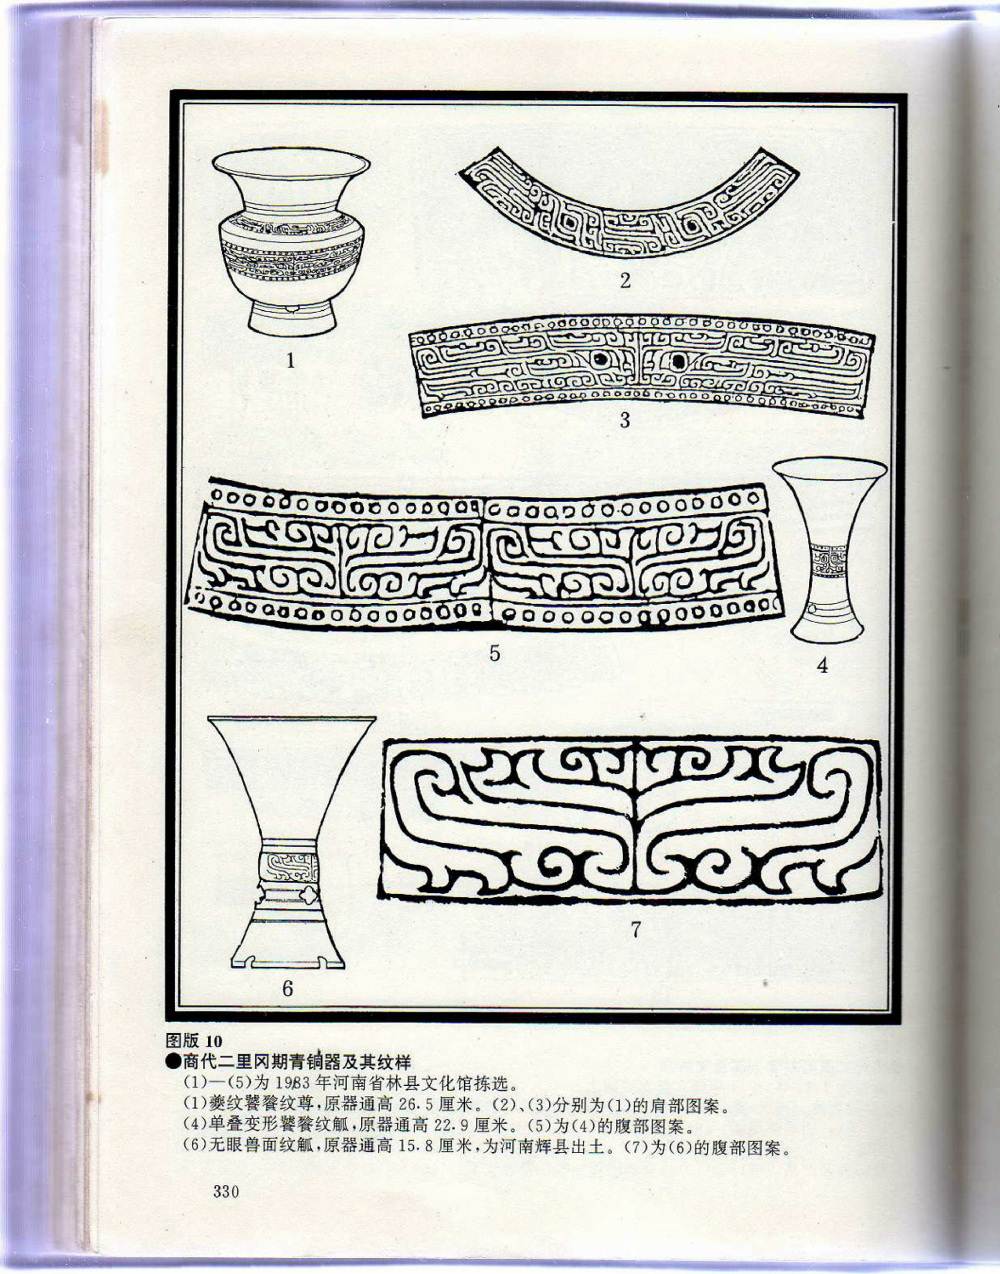 1
2
3
4
5
6
7
图版 10
●商代二里冈期青铜器及其纹样
(1)—(5)为 1983 年河南省林县文化馆拣选。
(1)夔纹饕餮纹尊,原器通高 26.5 厘米。(2)、(3)分别为(1)的肩部图案。
(4)单叠变形饕餮纹觚,原器通高 22.9 厘米。(5)为(4)的腹部图案。
(6)无眼兽面纹觚,原器通高 15.8 厘米,为河南辉县出土。(7)为(6)的腹部图案。
330